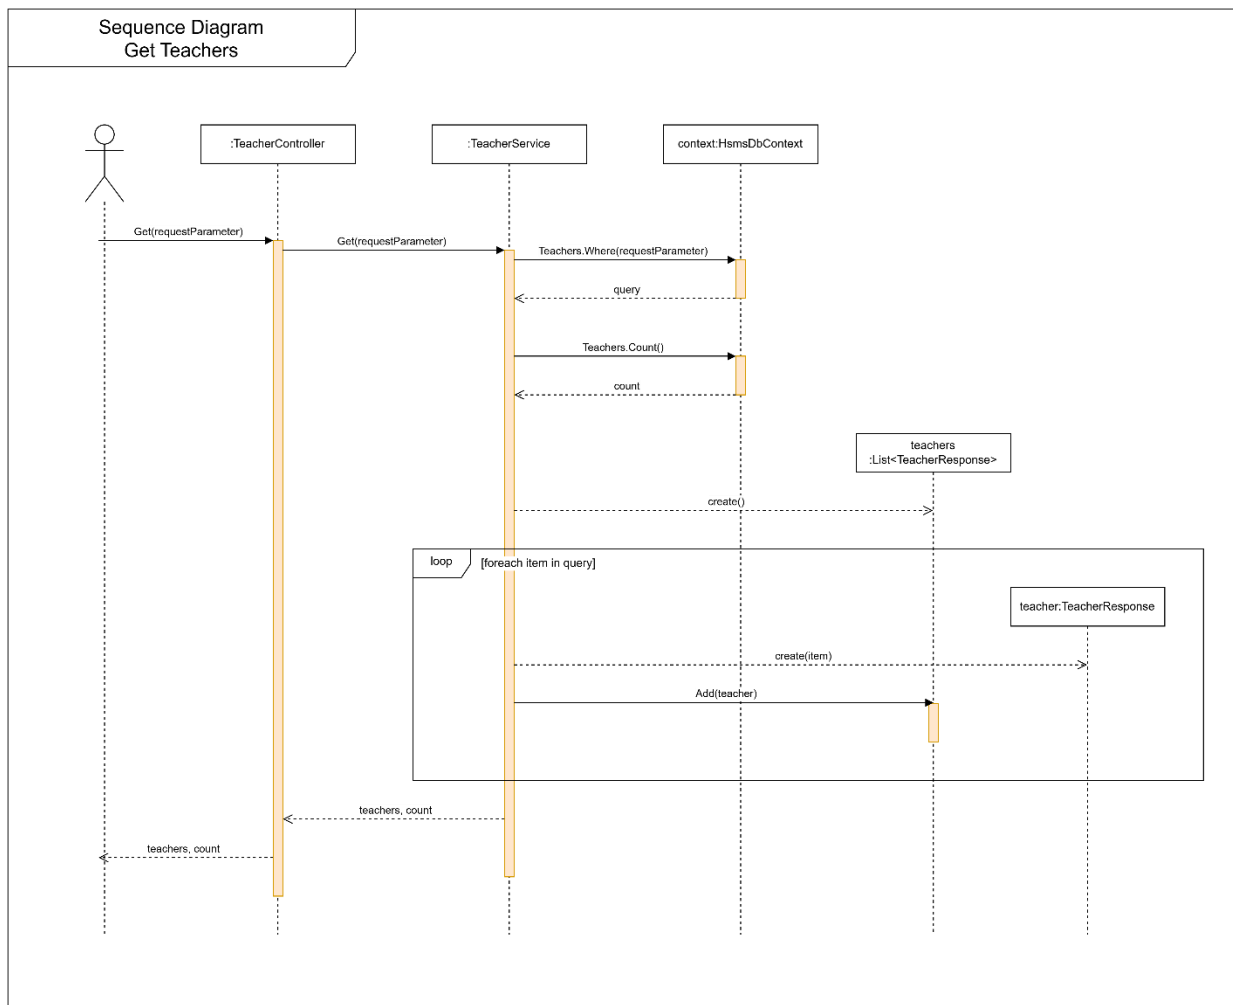 Sequence Diagram
Get Teachers
:TeacherController
:TeacherService
context:HsmsDbContext
Get(requestParameter)
Get(requestParameter)
Teachers.Where(requestParameter)
query
Teachers.Count()
count
teachers
:List<TeacherResponse>
create()
loop
[foreach item in query]
teacher:TeacherResponse
create(item)
Add(teacher)
teachers, count
teachers, count